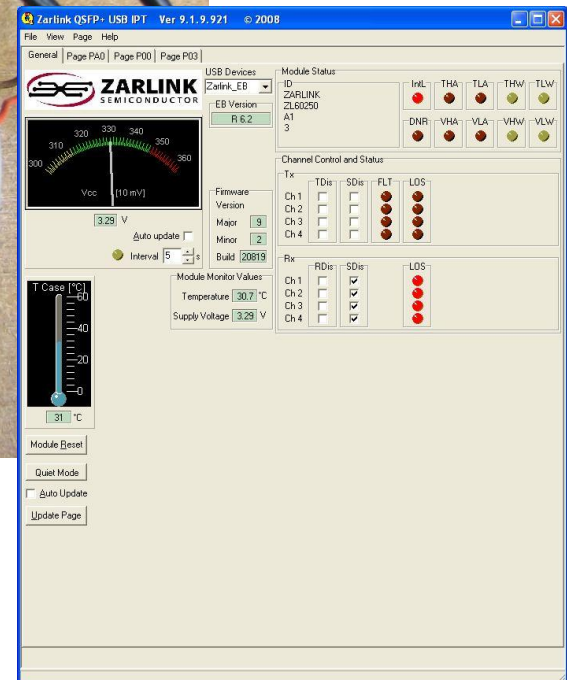 Zarlink QSFP+ USB IPT Ver 9.1.9.921 © 2008
File View Page Help
General Page PA0 Page P00 Page P03
ZARLINK
SEMICONDUCTOR
USB Devices
Zarlink_EB
EB Version
R 6.2
Module Status
ID
ZARLINK
ZL60250
A1
3
IntL THA TLA THW TLW
DNR VHA VLA VHW VLW
300 310 320 330 340 350 360
Vcc [10 mV]
3.29 V
Auto update
Interval 5 s
Firmware
Version
Major 9
Minor 2
Build 20819
Channel Control and Status
Tx
TDis SDis FLT LOS
Ch 1
Ch 2
Ch 3
Ch 4
Rx
RDis SDis LOS
Ch 1
Ch 2
Ch 3
Ch 4
Module Monitor Values
Temperature 30.7 °C
Supply Voltage 3.29 V
T Case [°C]
60
40
20
0
31 °C
Module Reset
Quiet Mode
Auto Update
Update Page